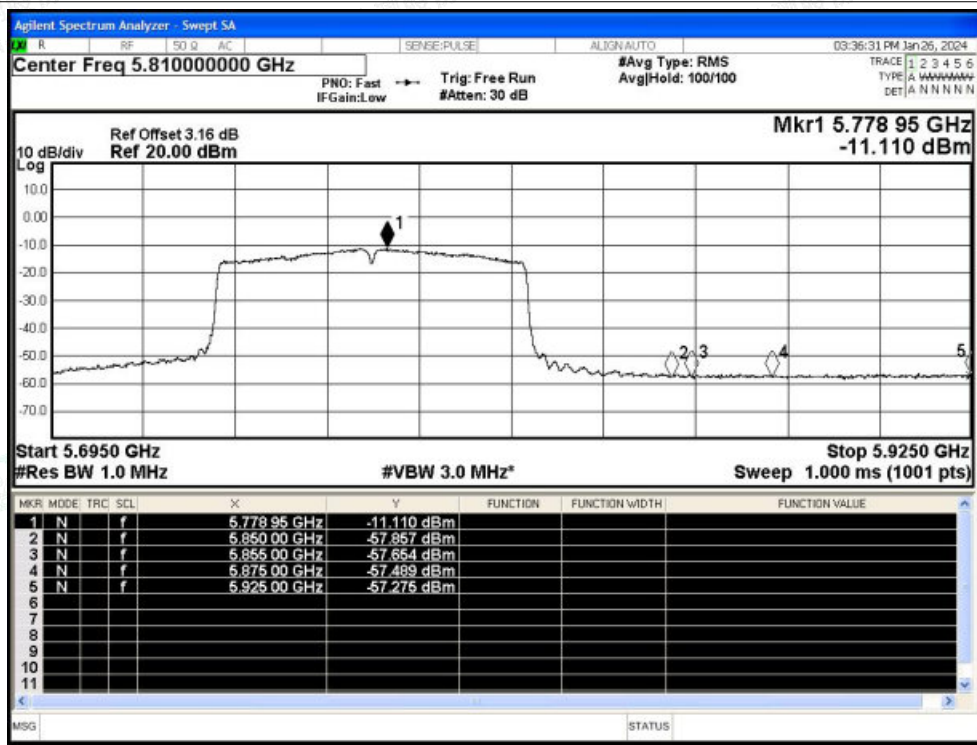 Agilent Spectrum Analyzer - Swept SA
R RF 50 Ω AC SENSE:PULSE ALIGN AUTO 03:36:31 PM Jan 26, 2024
Center Freq 5.810000000 GHz
PNO: Fast
IFGain:Low
Trig: Free Run
#Atten: 30 dB
#Avg Type: RMS
Avg|Hold: 100/100
TRACE 1 2 3 4 5 6
TYPE A WWWWW
DET A N N N N N
Mkr1 5.778 95 GHz
-11.110 dBm
Ref Offset 3.16 dB
10 dB/div Ref 20.00 dBm
Log
10.0
0.00
-10.0
-20.0
-30.0
-40.0
-50.0
-60.0
-70.0
1
2 3
4
5
Start 5.6950 GHz Stop 5.9250 GHz
#Res BW 1.0 MHz #VBW 3.0 MHz* Sweep 1.000 ms (1001 pts)
MKR MODE TRC SCL X Y FUNCTION FUNCTION WIDTH FUNCTION VALUE
1 N f 5.778 95 GHz -11.110 dBm
2 N f 5.850 00 GHz -57.857 dBm
3 N f 5.855 00 GHz -57.654 dBm
4 N f 5.875 00 GHz -57.489 dBm
5 N f 5.925 00 GHz -57.275 dBm
6
7
8
9
10
11
MSG STATUS